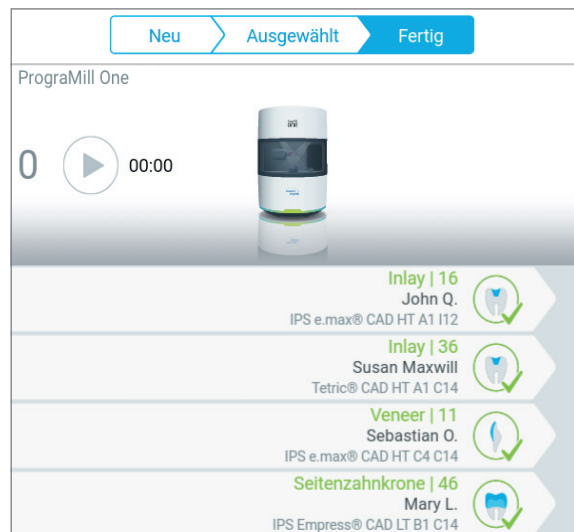 Neu
Ausgewählt
Fertig
PrograMill One
0
00:00
Inlay | 16
John Q.
IPS e.max® CAD HT A1 I12
Inlay | 36
Susan Maxwill
Tetric® CAD HT A1 C14
Veneer | 11
Sebastian O.
IPS e.max® CAD HT C4 C14
Seitenzahnkrone | 46
Mary L.
IPS Empress® CAD LT B1 C14